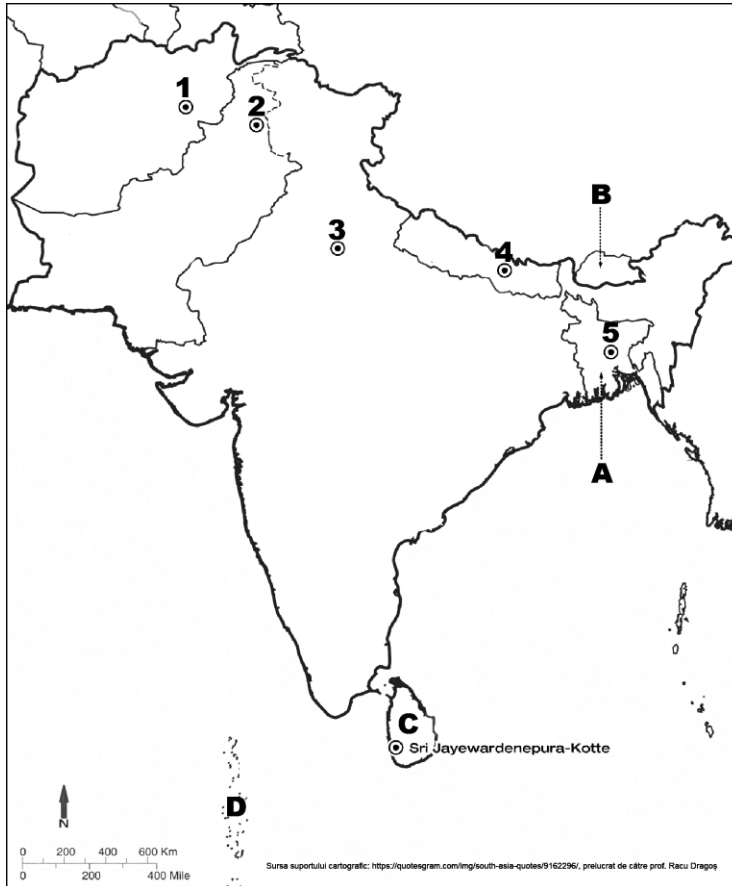 1
2
B
3
4
5
A
C
Sri Jayewardenepura-Kotte
D
N
0 200 400 600 Km
0 200 400 Mile
Sursa suportului cartografic: https://quotesgram.com/img/south-asia-quotes/9162296/, prelucrat de către prof. Racu Dragoș